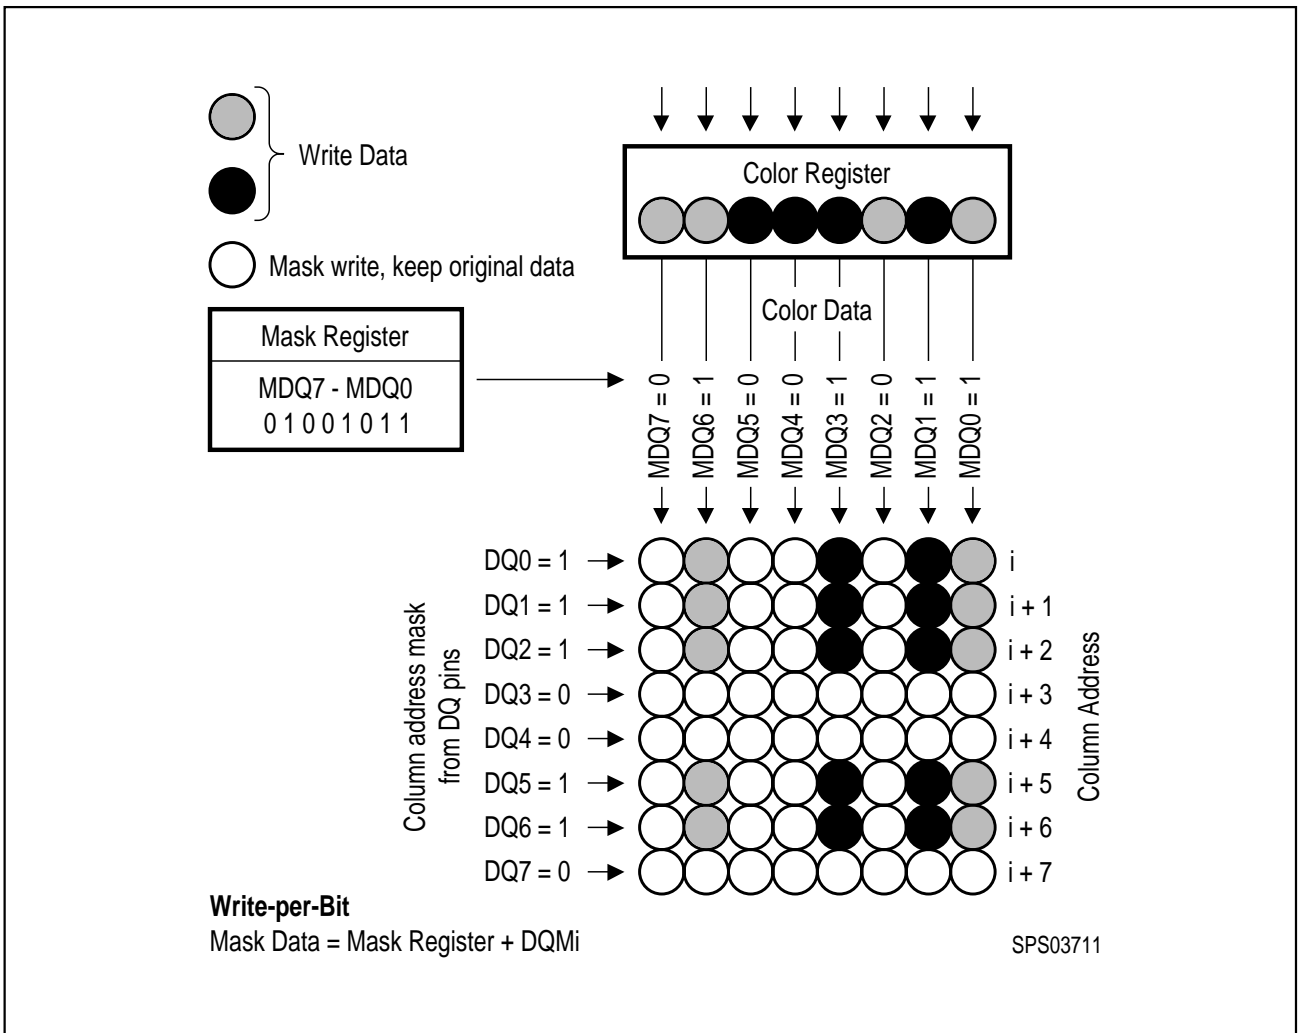 Write Data
Mask write, keep original data
Mask Register
MDQ7 - MDQ0
0 1 0 0 1 0 1 1
Color Register
Color Data
MDQ7 = 0
MDQ6 = 1
MDQ5 = 0
MDQ4 = 0
MDQ3 = 1
MDQ2 = 0
MDQ1 = 1
MDQ0 = 1
Column address mask
from DQ pins
DQ0 = 1
DQ1 = 1
DQ2 = 1
DQ3 = 0
DQ4 = 0
DQ5 = 1
DQ6 = 1
DQ7 = 0
i
i + 1
i + 2
i + 3
i + 4
i + 5
i + 6
i + 7
Column Address
Write-per-Bit
Mask Data = Mask Register + DQMi
SPS03711